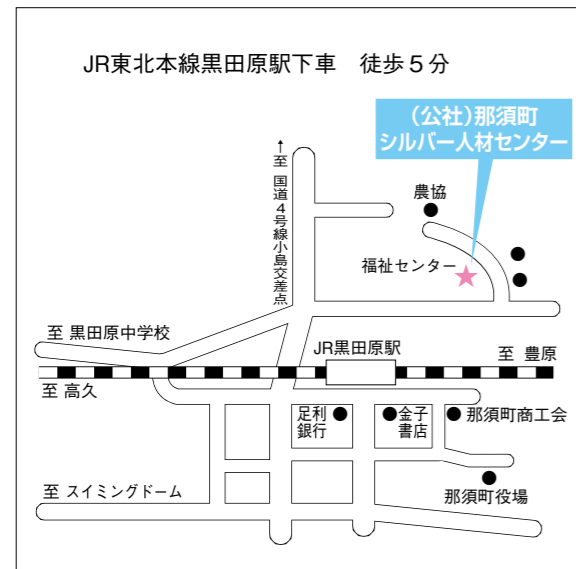 JR東北本線黒田原駅下車　徒歩５分
（公社）那須町
シルバー人材センター
←至 国道４号線小島交差点
農協
福祉センター
至 黒田原中学校
JR黒田原駅
至 豊原
至 高久
足利
銀行
金子
書店
那須町商工会
至 スイミングドーム
那須町役場